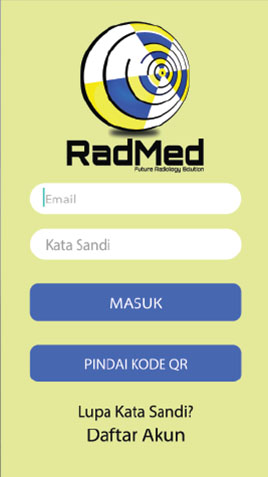 RadMed
Future Radiology Solution
Email
Kata Sandi
MASUK
PINDAI KODE QR
Lupa Kata Sandi?
Daftar Akun